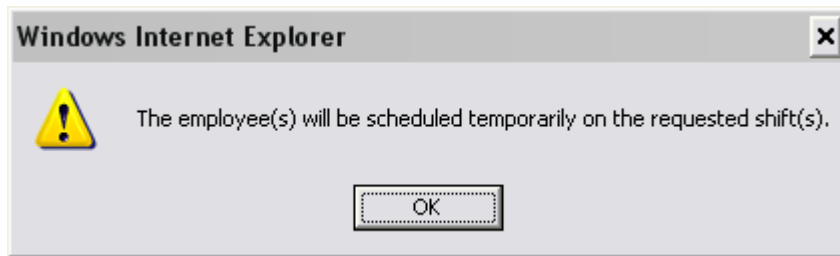 Windows Internet Explorer
The employee(s) will be scheduled temporarily on the requested shift(s).
OK